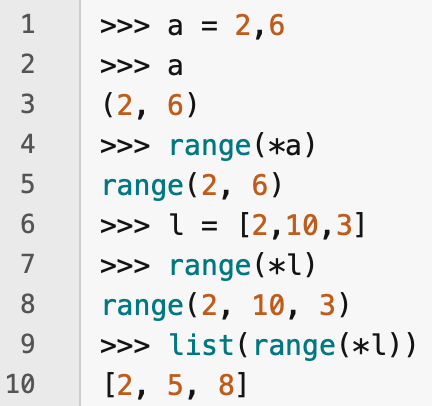 1 >>> a = 2,6
2 >>> a
3 (2, 6)
4 >>> range(*a)
5 range(2, 6)
6 >>> l = [2,10,3]
7 >>> range(*l)
8 range(2, 10, 3)
9 >>> list(range(*l))
10 [2, 5, 8]